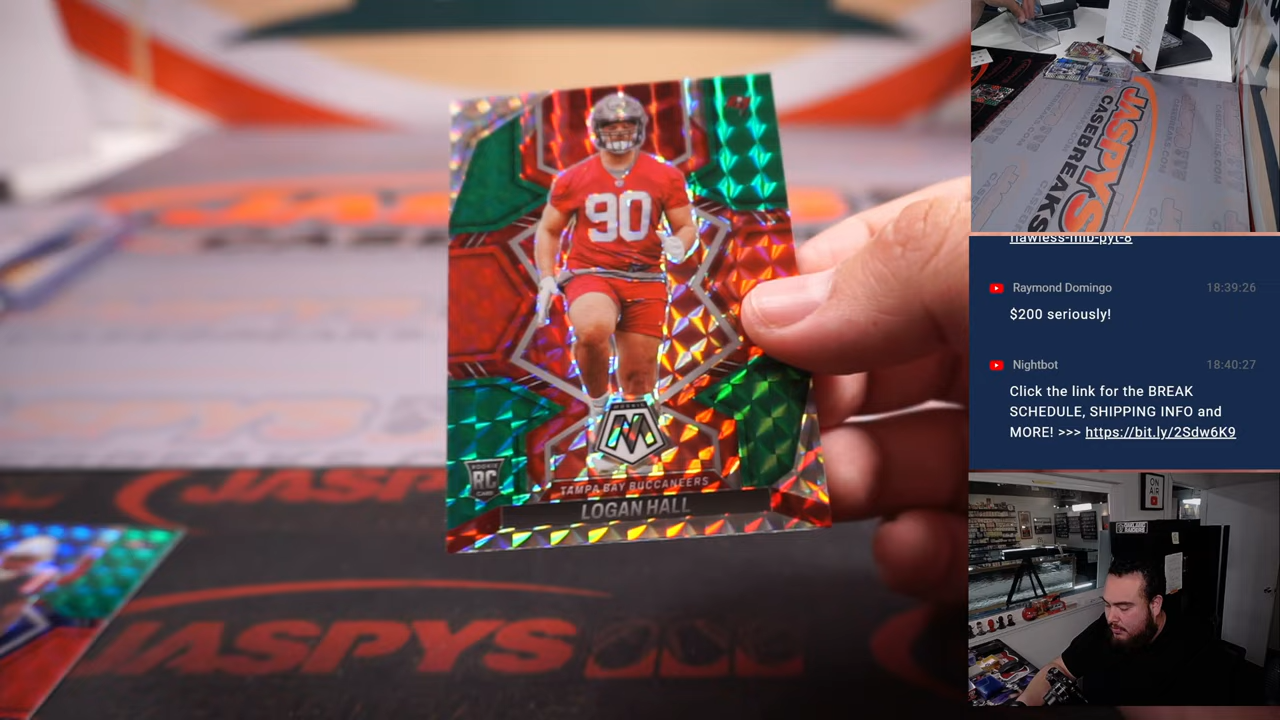 90
MOSAIC
ROOKIE
RC
CARD
TAMPA BAY BUCCANEERS
LOGAN HALL
JASPYS
JASPYS
CASEBREAKS
flawless-mlb-pyt-8
Raymond Domingo
18:39:26
$200 seriously!
Nightbot
18:40:27
Click the link for the BREAK
SCHEDULE, SHIPPING INFO and
MORE! >>> https://bit.ly/2Sdw6K9
ON
AIR